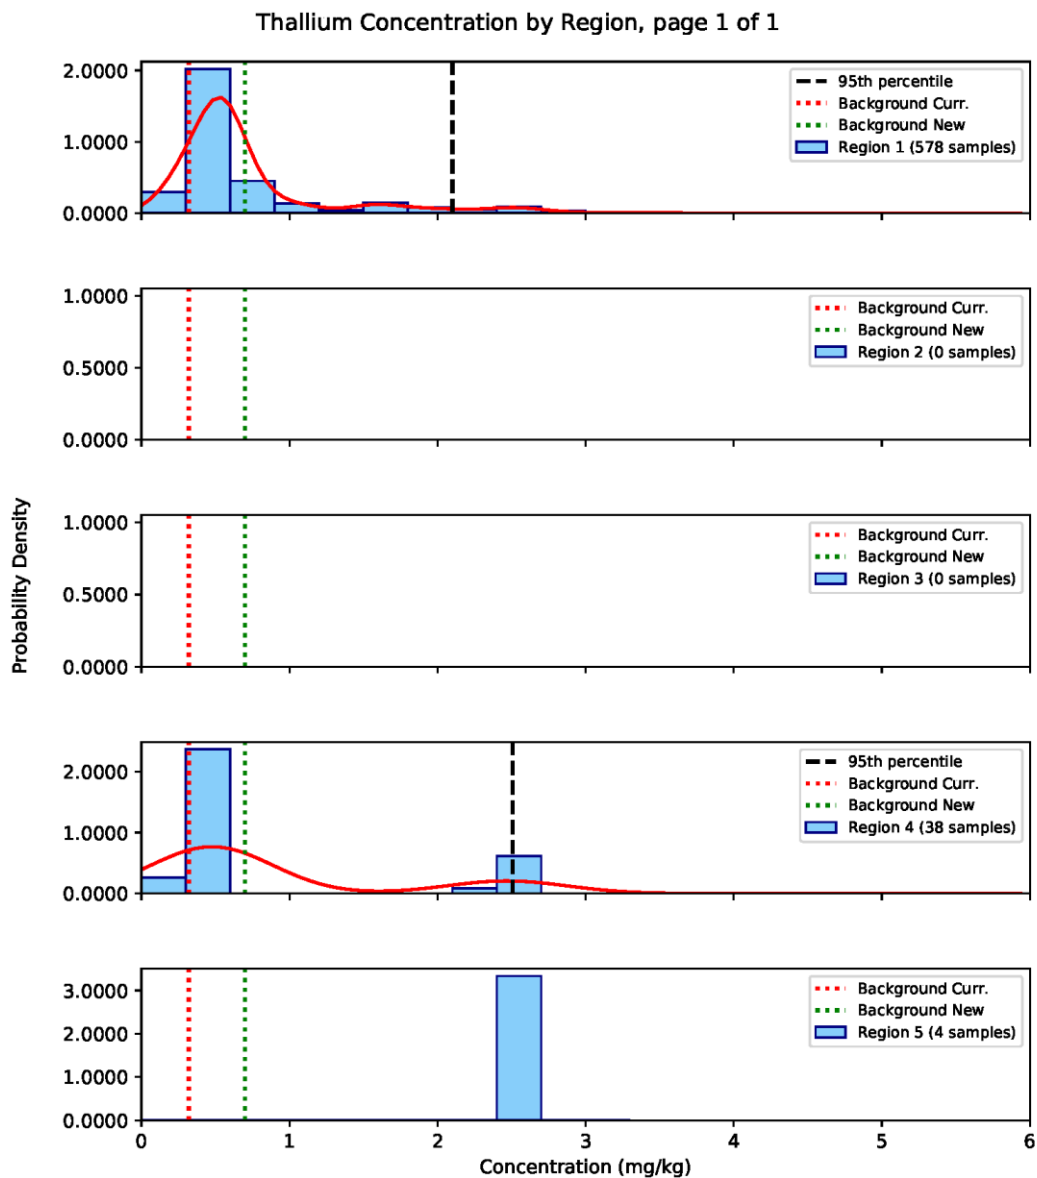 Thallium Concentration by Region, page 1 of 1
2.0000
1.0000
0.0000
95th percentile
Background Curr.
Background New
Region 1 (578 samples)
1.0000
0.5000
0.0000
Background Curr.
Background New
Region 2 (0 samples)
Probability Density
1.0000
0.5000
0.0000
Background Curr.
Background New
Region 3 (0 samples)
2.0000
1.0000
0.0000
95th percentile
Background Curr.
Background New
Region 4 (38 samples)
3.0000
2.0000
1.0000
0.0000
Background Curr.
Background New
Region 5 (4 samples)
0 1 2 3 4 5 6
Concentration (mg/kg)